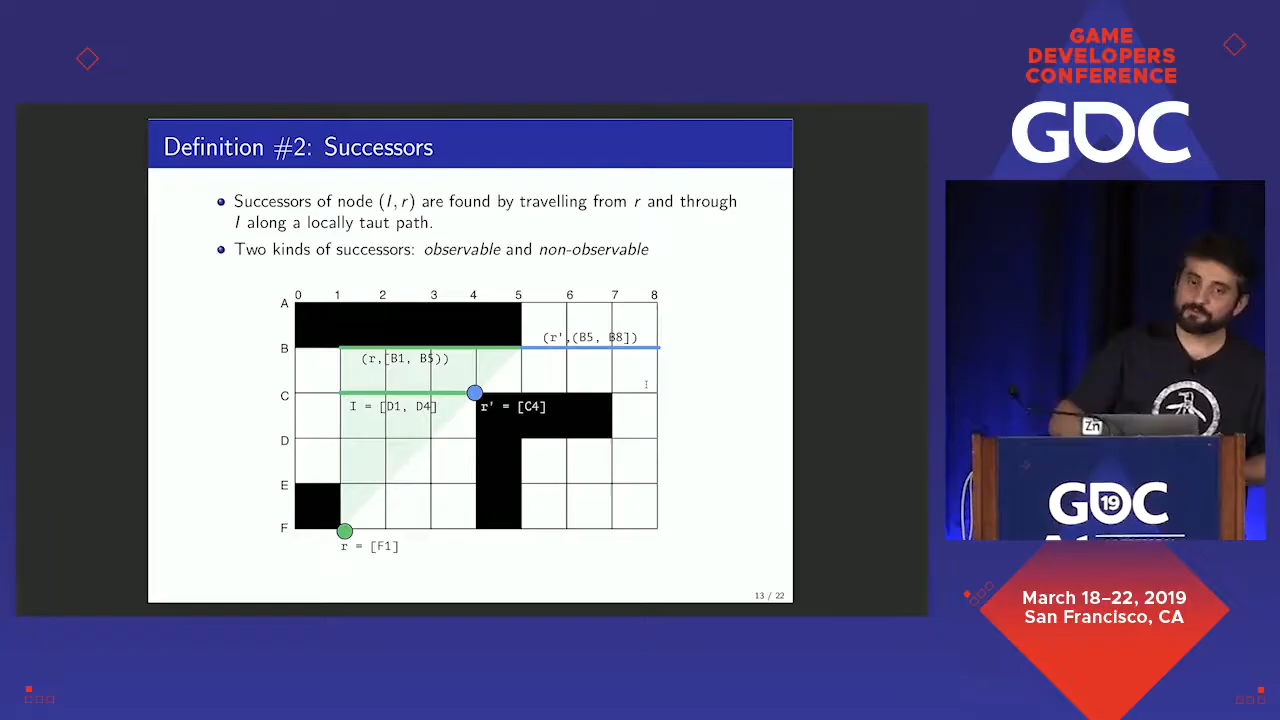 GAME
DEVELOPERS
CONFERENCE
GDC
Definition #2: Successors
Successors of node (I, r) are found by travelling from r and through
I along a locally taut path.
Two kinds of successors: observable and non-observable
0 1 2 3 4 5 6 7 8
A
(r',(B5, B8])
B
(r,[B1, B5))
C
I = [D1, D4]
r' = [C4]
D
E
F
r = [F1]
13 / 22
Zn
GDC
19
March 18–22, 2019
San Francisco, CA